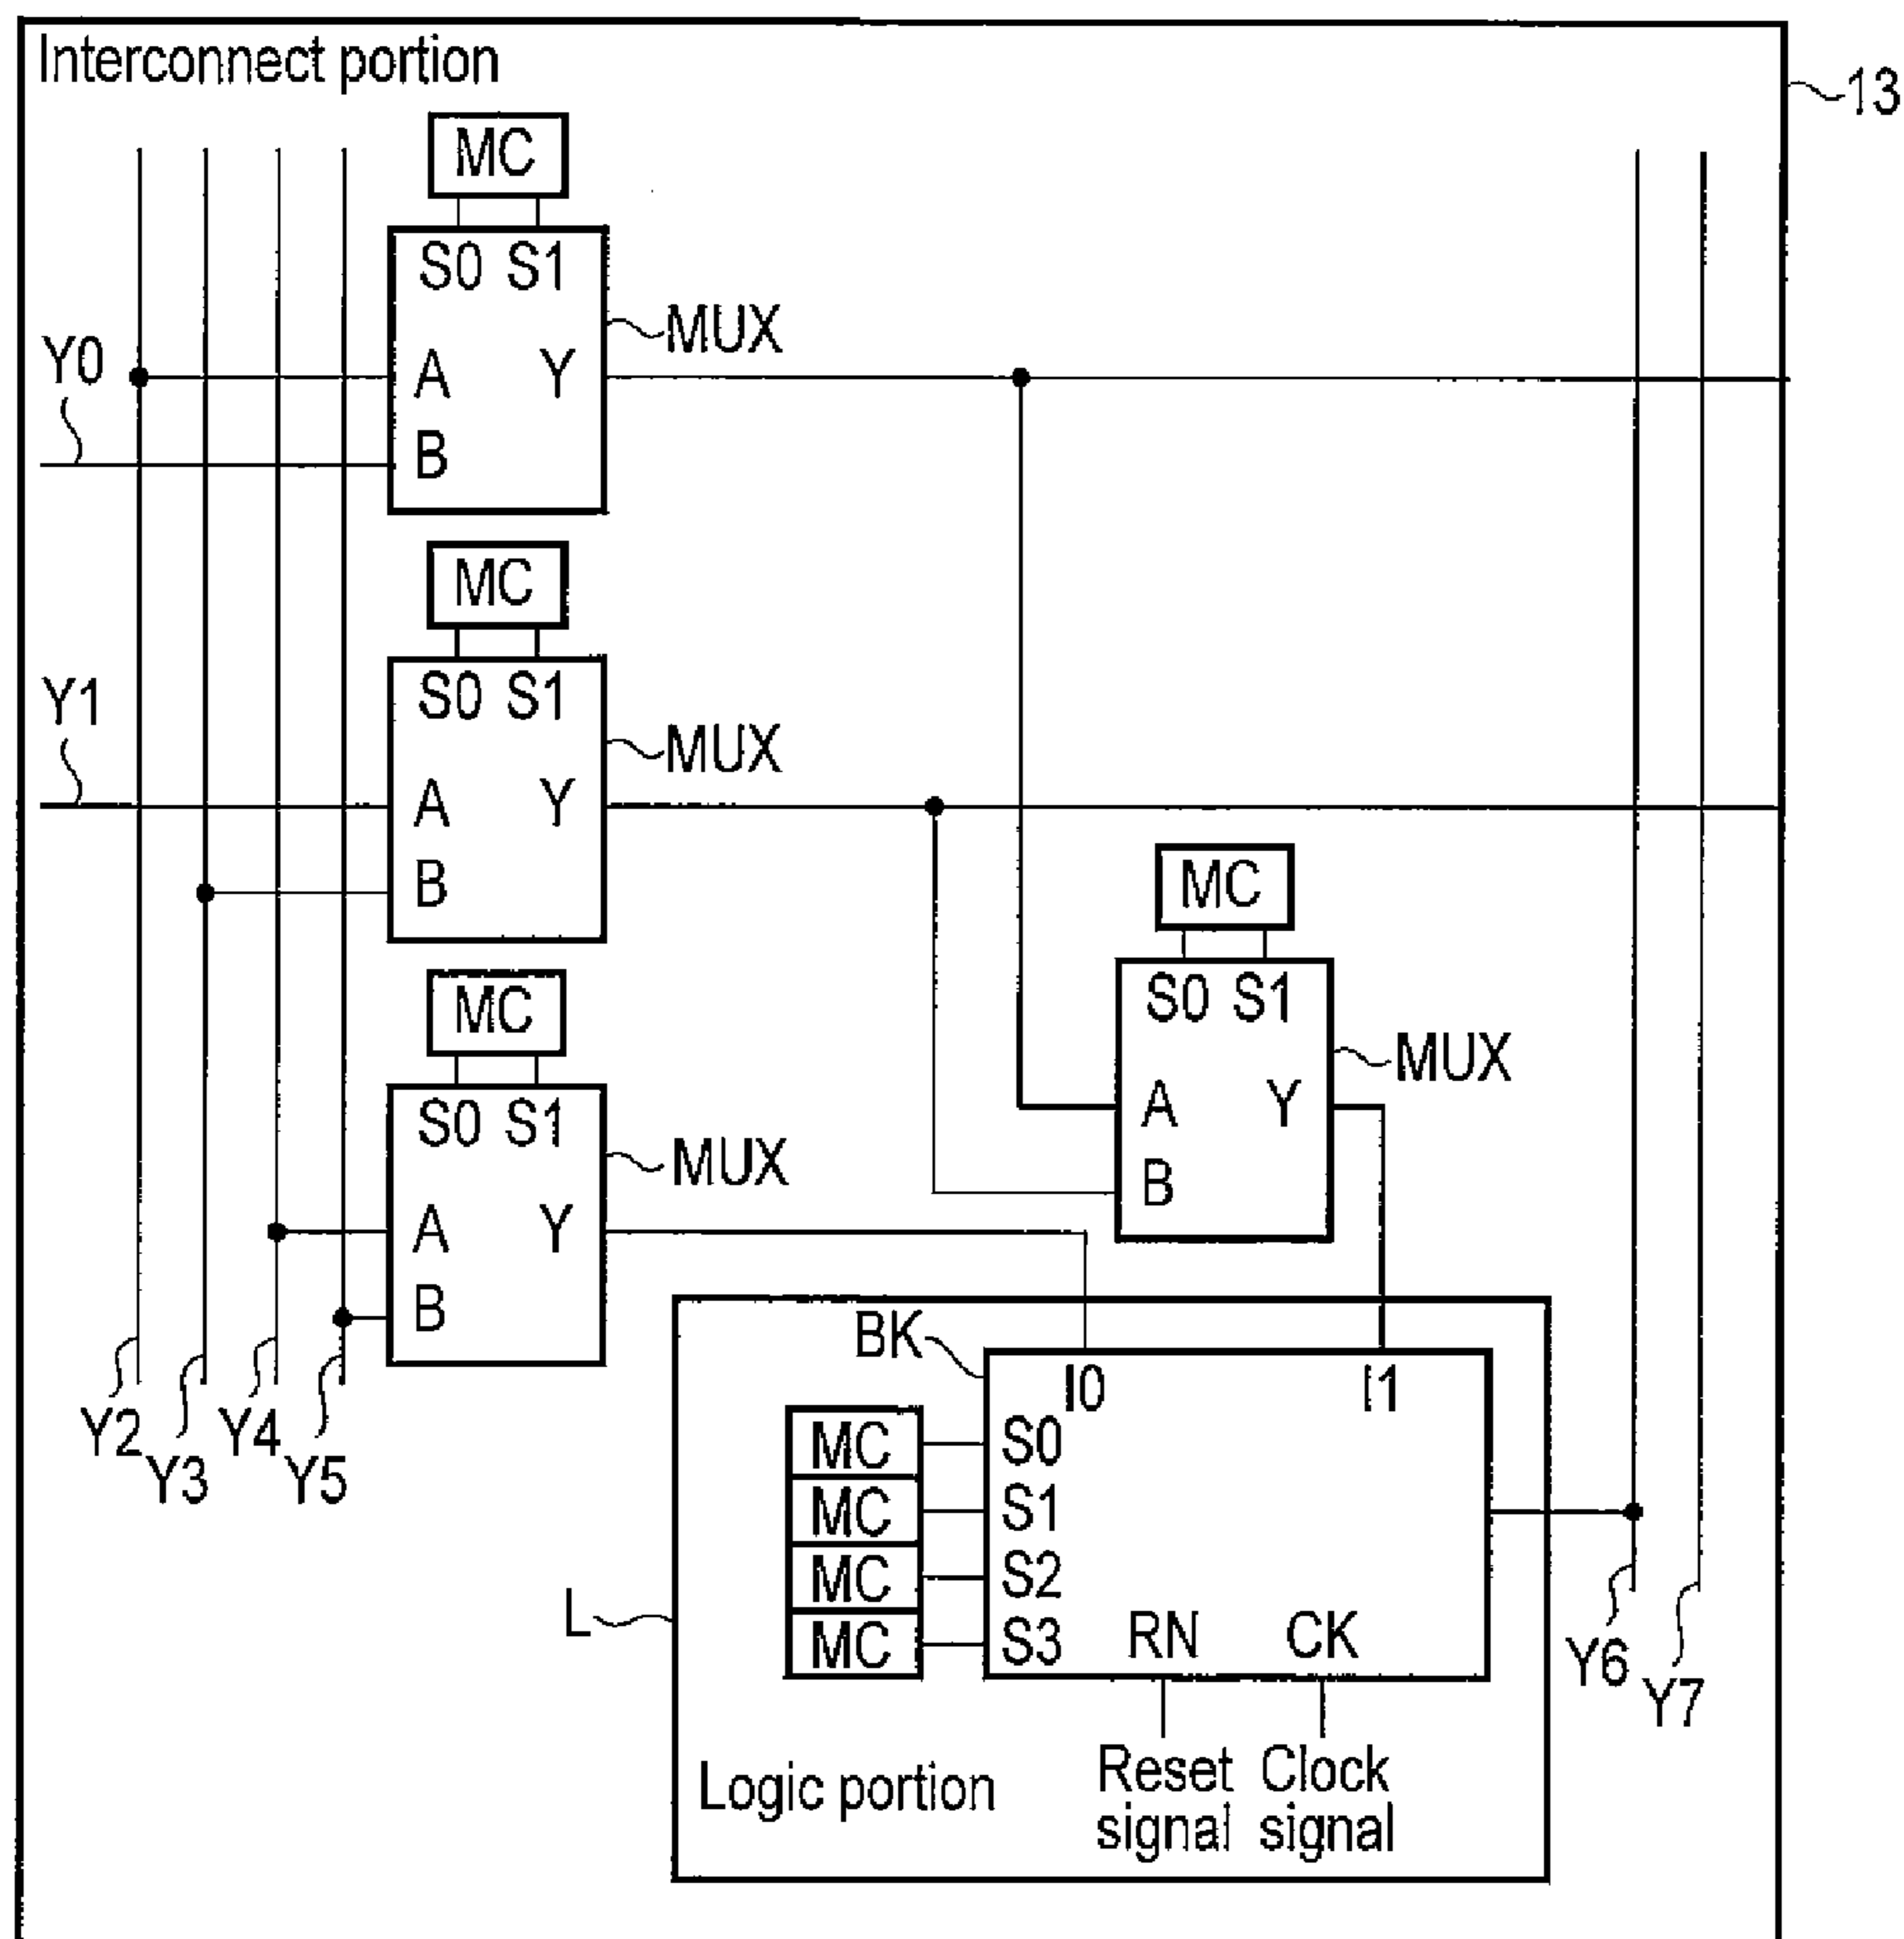 Interconnect portion
13
MC
S0 S1
MUX
Y0
A Y
B
MC
S0 S1
Y1
MUX
A Y
B
MC
MC
S0 S1
S0 S1
MUX
A Y
MUX
A Y
B
B
BK
I0 I1
Y2
Y3
Y4
Y5
MC S0
MC S1
MC S2
MC S3
L
RN CK
Y6
Y7
Reset signal
Clock signal
Logic portion